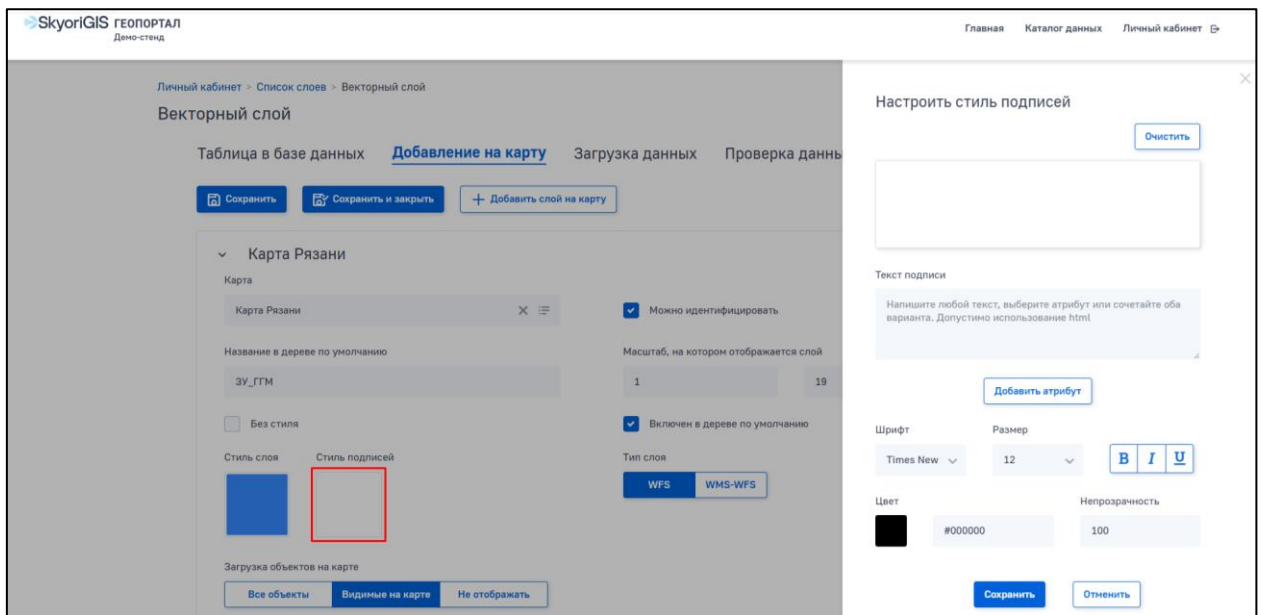 SkyoriGIS ГЕОПОРТАЛ
Демо-стенд
Главная Каталог данных Личный кабинет
Личный кабинет > Список слоев > Векторный слой
Векторный слой
Таблица в базе данных Добавление на карту Загрузка данных Проверка данны
Сохранить Сохранить и закрыть + Добавить слой на карту
Карта Рязани
Карта
Карта Рязани
Можно идентифицировать
Название в дереве по умолчанию
Масштаб, на котором отображается слой
ЗУ_ГГМ
1 19
Без стиля
Включен в дереве по умолчанию
Стиль слоя Стиль подписей
Тип слоя
WFS WMS-WFS
Загрузка объектов на карте
Все объекты Видимые на карте Не отображать
Настроить стиль подписей
Очистить
Текст подписи
Напишите любой текст, выберите атрибут или сочетайте оба
варианта. Допустимо использование html
Добавить атрибут
Шрифт Размер
Times New 12 B I U
Цвет Непрозрачность
#000000 100
Сохранить Отменить